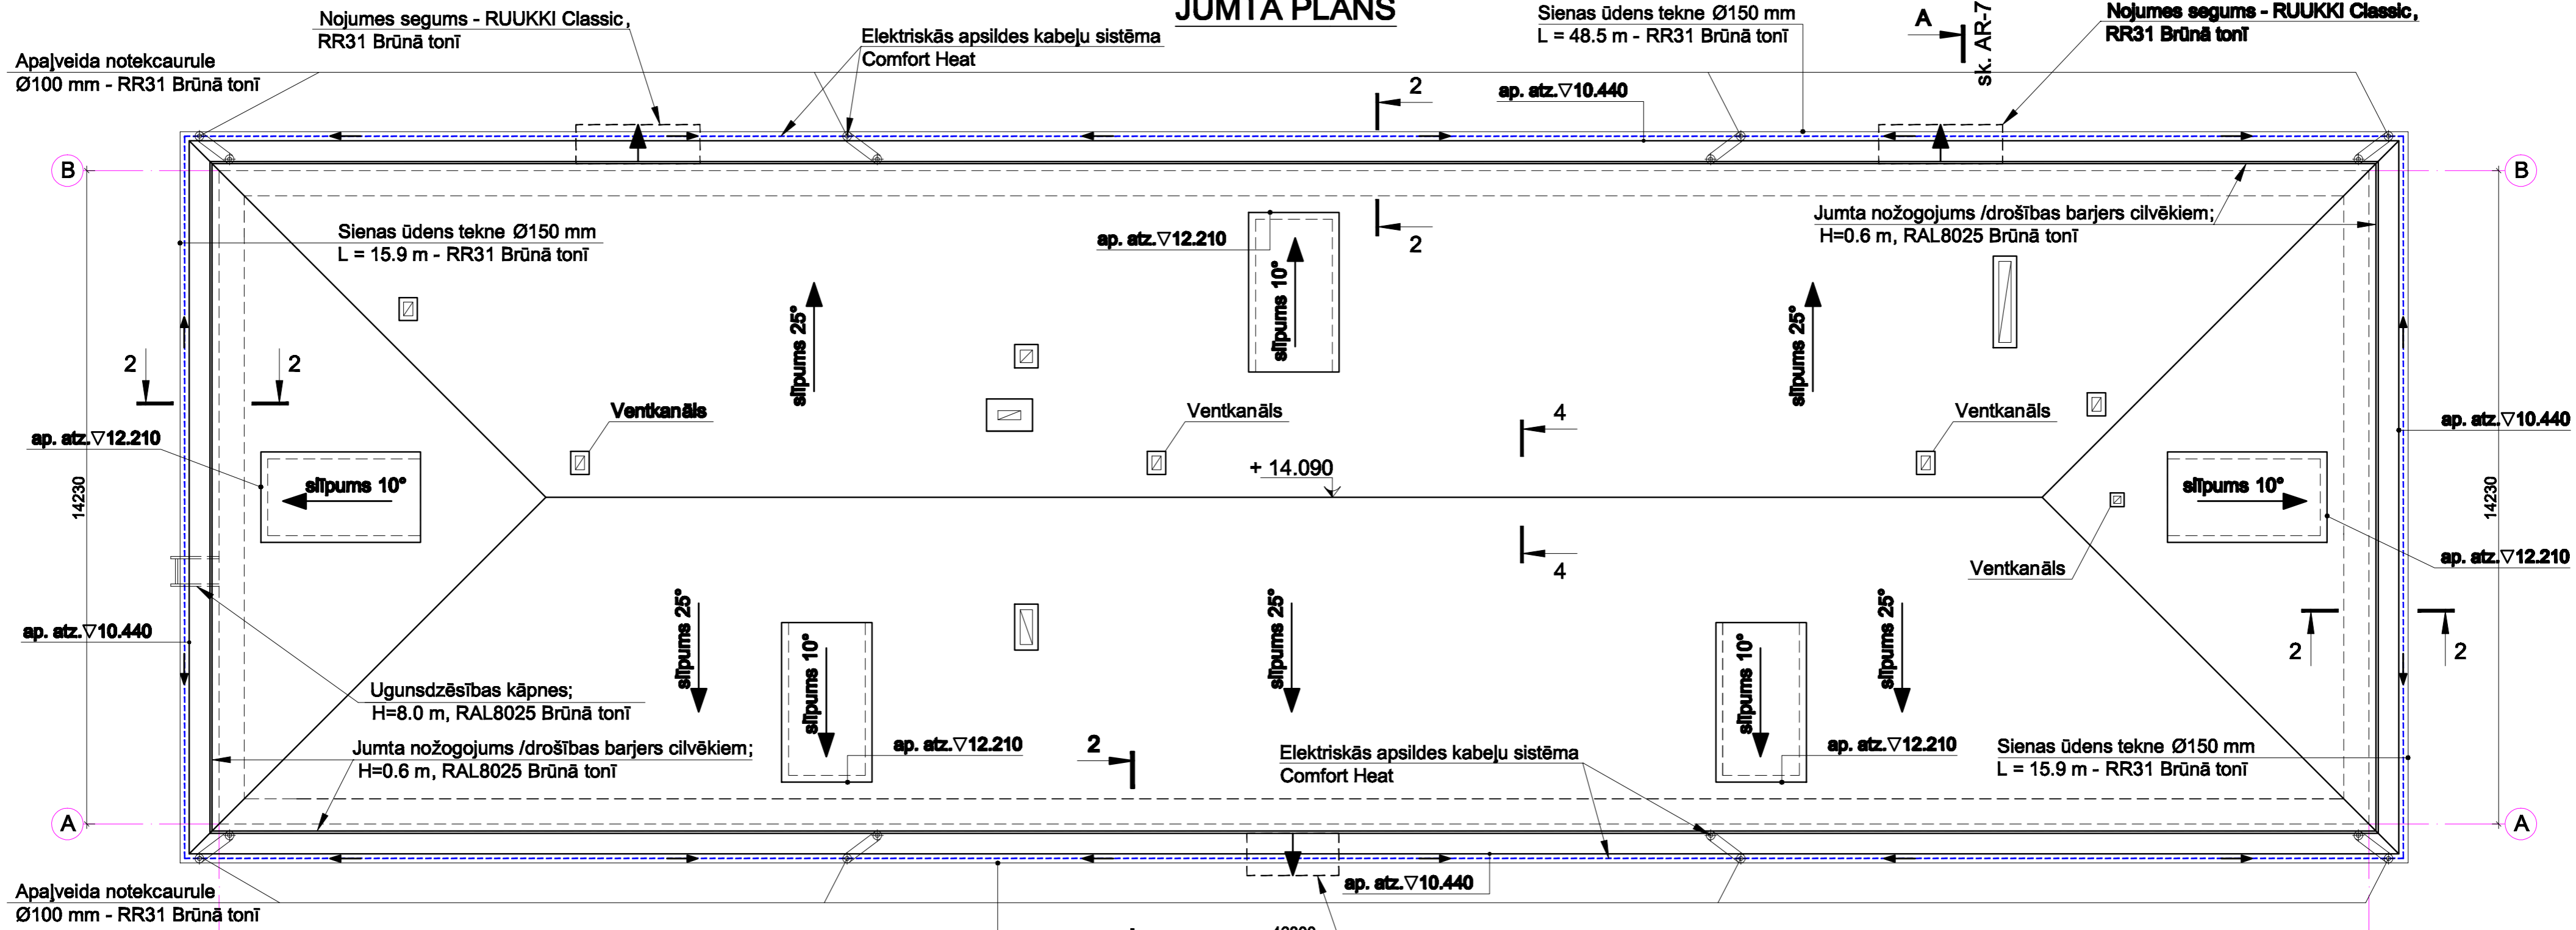 JUMTA PLĀNS
Nojumes segums - RUUKKI Classic,
RR31 Brūnā tonī
Elektriskās apsildes kabeļu sistēma
Comfort Heat
Sienas ūdens tekne Ø150 mm
L = 48.5 m - RR31 Brūnā tonī
A
sk. AR-7
Nojumes segums - RUUKKI Classic,
RR31 Brūnā tonī
Apaļveida notekcaurule
Ø100 mm - RR31 Brūnā tonī
2
ap. atz.▽10.440
B
B
Sienas ūdens tekne Ø150 mm
L = 15.9 m - RR31 Brūnā tonī
ap. atz.▽12.210
2
Jumta nožogojums /drošības barjers cilvēkiem;
H=0.6 m, RAL8025 Brūnā tonī
slīpums 25°
slīpums 10°
slīpums 25°
2
2
Ventkanāls
Ventkanāls
4
Ventkanāls
ap. atz.▽10.440
ap. atz.▽12.210
+ 14.090
slīpums 10°
slīpums 10°
14230
14230
ap. atz.▽12.210
4
Ventkanāls
ap. atz.▽10.440
slīpums 25°
slīpums 10°
slīpums 25°
slīpums 10°
slīpums 25°
2
2
Ugunsdzēsības kāpnes;
H=8.0 m, RAL8025 Brūnā tonī
Jumta nožogojums /drošības barjers cilvēkiem;
H=0.6 m, RAL8025 Brūnā tonī
ap. atz.▽12.210
2
Elektriskās apsildes kabeļu sistēma
Comfort Heat
ap. atz.▽12.210
Sienas ūdens tekne Ø150 mm
L = 15.9 m - RR31 Brūnā tonī
A
A
ap. atz.▽10.440
Apaļveida notekcaurule
Ø100 mm - RR31 Brūnā tonī